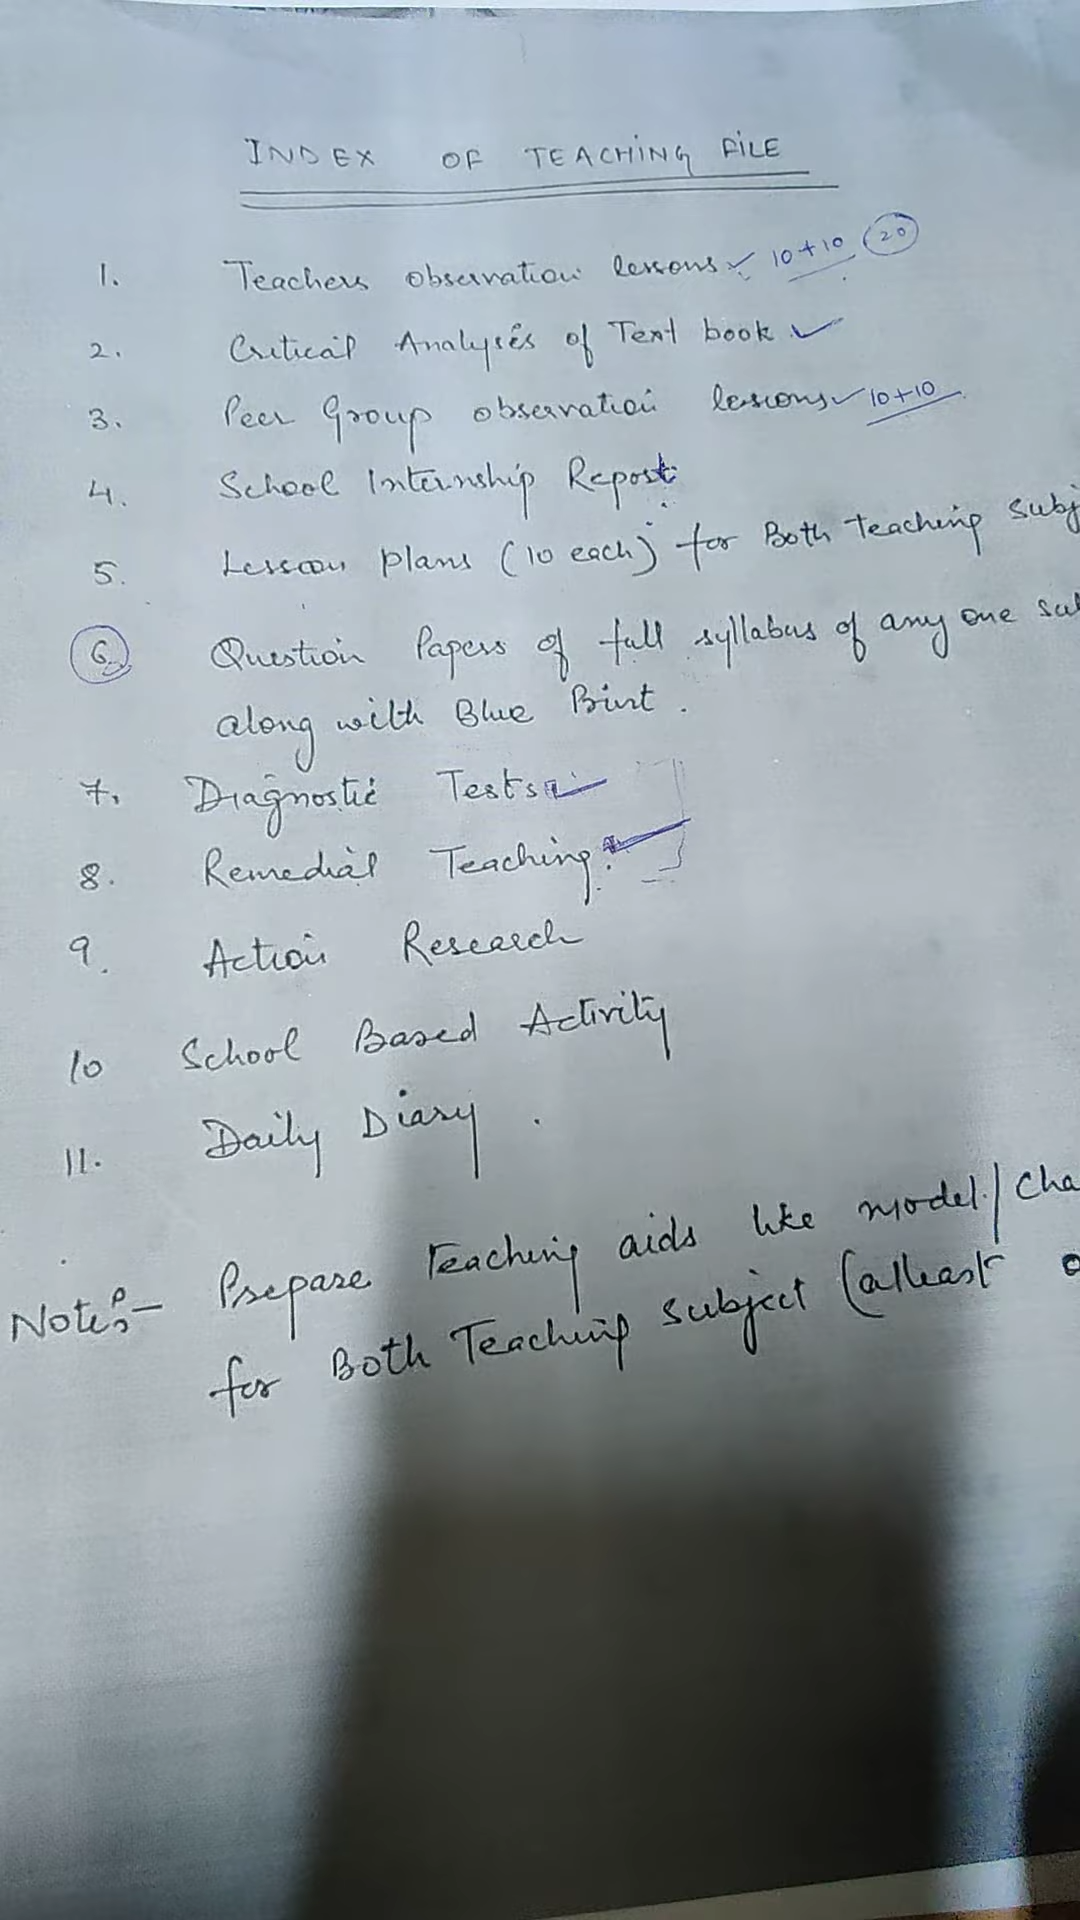 INDEX OF TEACHING FILE
1. Teachers observation lessons ✓ 10+10 20
2. Critical Analysis of Text book ✓
3. Peer Group observation lessons ✓ 10+10
4. School Internship Report
5. Lesson plans (10 each) for Both Teaching Subj
6. Question Papers of full syllabus of any one sub
along with Blue Print.
7. Diagnostic Tests ✓
8. Remedial Teaching. ✓
9. Action Research
10 School Based Activity
11. Daily Diary.
Note:- Prepare Teaching aids like model/Cha
for Both Teaching subject (atleast